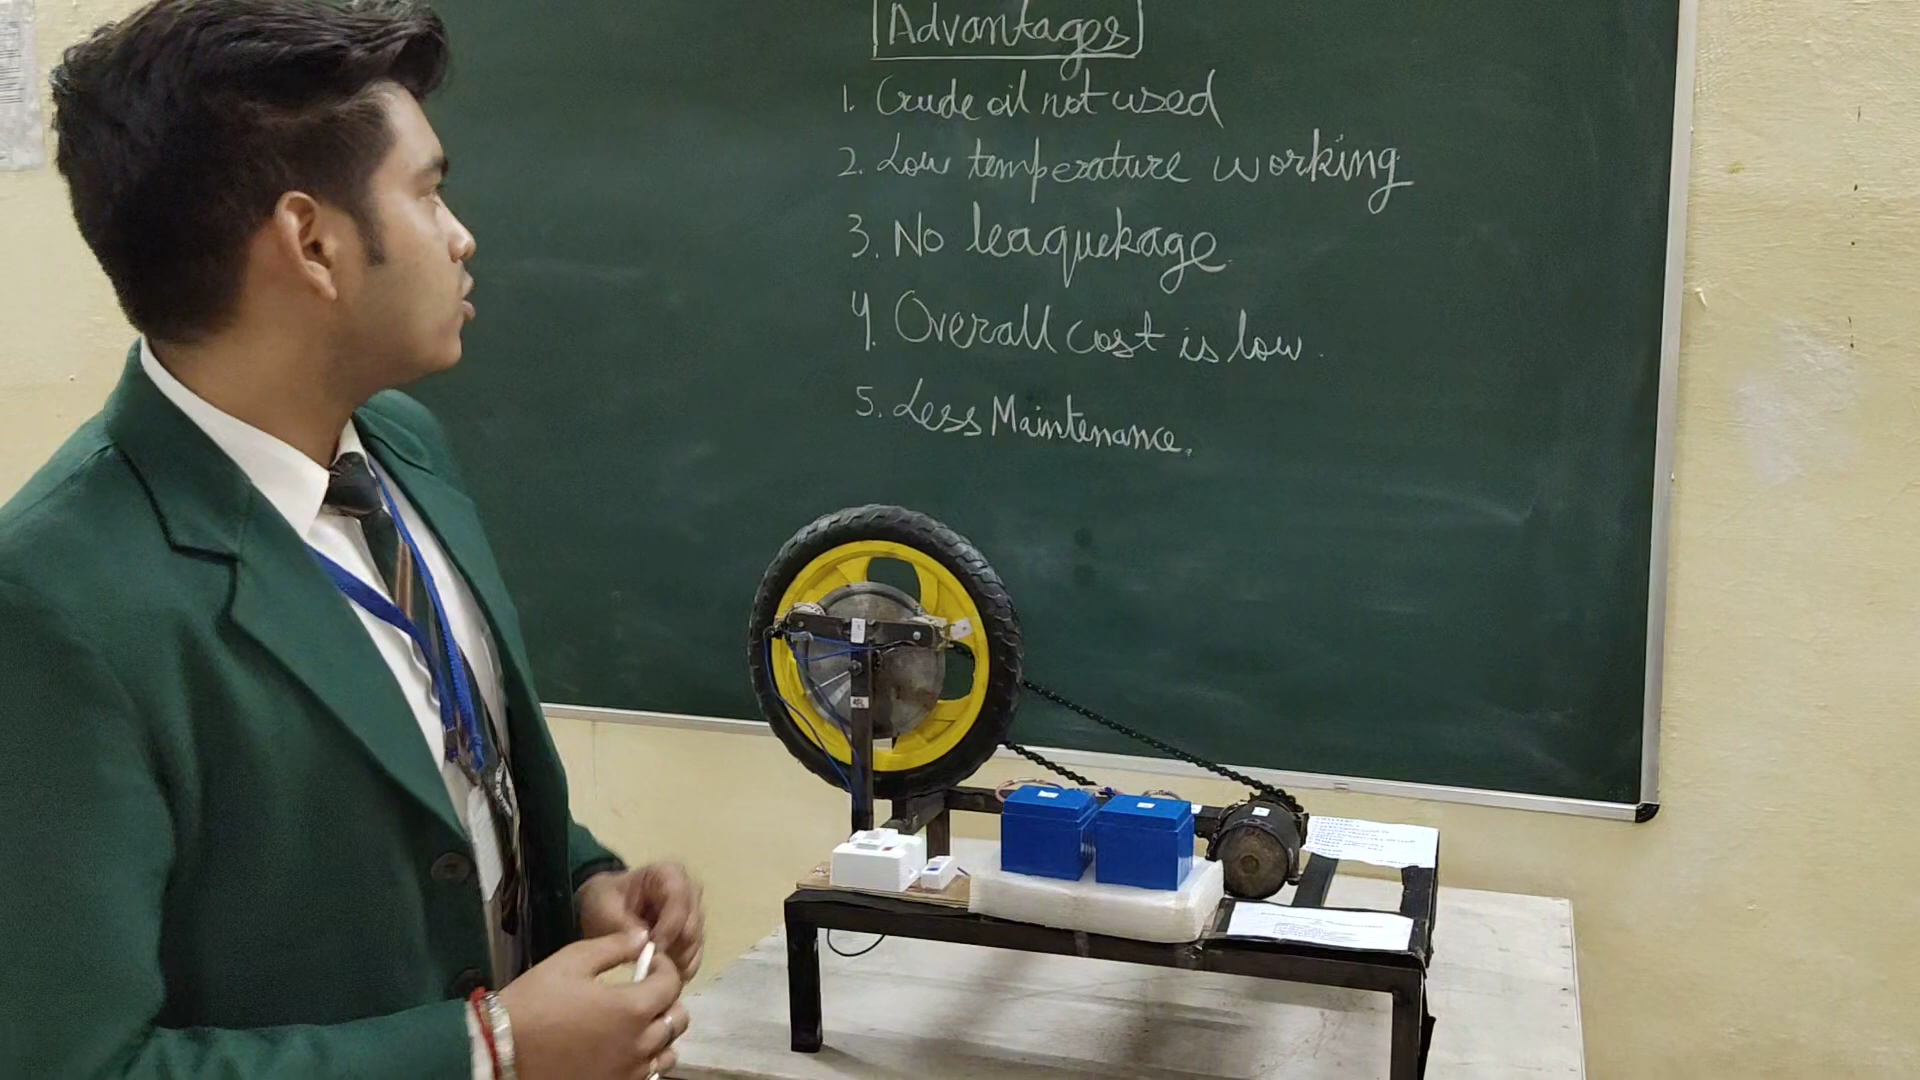 Advantages
1. Crude oil not used
2. Low temperature working
3. No leaquekage
4. Overall cost is low.
5. Less Maintenance.